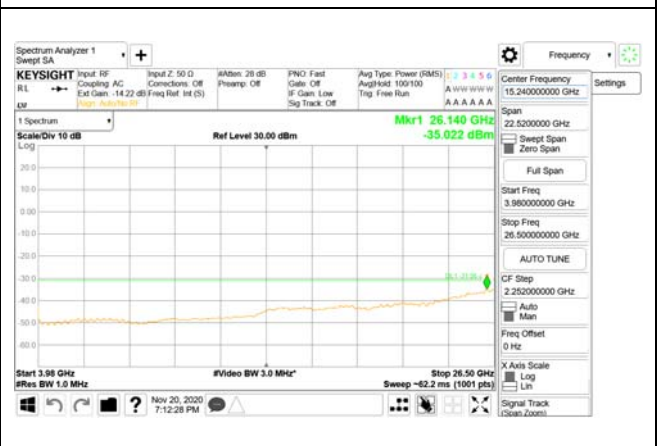 Spectrum Analyzer 1
Swept SA
+
Frequency
KEYSIGHT
RL
Input: RF
Coupling: AC
Ext Gain: -14.22 dB
Align: Auto/No RF
Input Z: 50 Ω
Corrections: Off
Freq Ref: Int (S)
#Atten: 28 dB
Preamp: Off
PNO: Fast
Gate: Off
IF Gain: Low
Sig Track: Off
Avg Type: Power (RMS)
Avg|Hold: 100/100
Trig: Free Run
1 2 3 4 5 6
A W W W W W
A A A A A A
1 Spectrum
Scale/Div 10 dB
Ref Level 30.00 dBm
Mkr1 26.140 GHz
-35.022 dBm
Log
20.0
10.0
0.00
-10.0
-20.0
-30.0
-40.0
-50.0
-60.0
Start 3.98 GHz
#Res BW 1.0 MHz
#Video BW 3.0 MHz*
Stop 26.50 GHz
Sweep ~62.2 ms (1001 pts)
Center Frequency
15.240000000 GHz
Settings
Span
22.5200000 GHz
Swept Span
Zero Span
Full Span
Start Freq
3.980000000 GHz
Stop Freq
26.500000000 GHz
AUTO TUNE
CF Step
2.252000000 GHz
Auto
Man
Freq Offset
0 Hz
X Axis Scale
Log
Lin
Signal Track
(Span Zoom)
?
Nov 20, 2020
7:12:28 PM